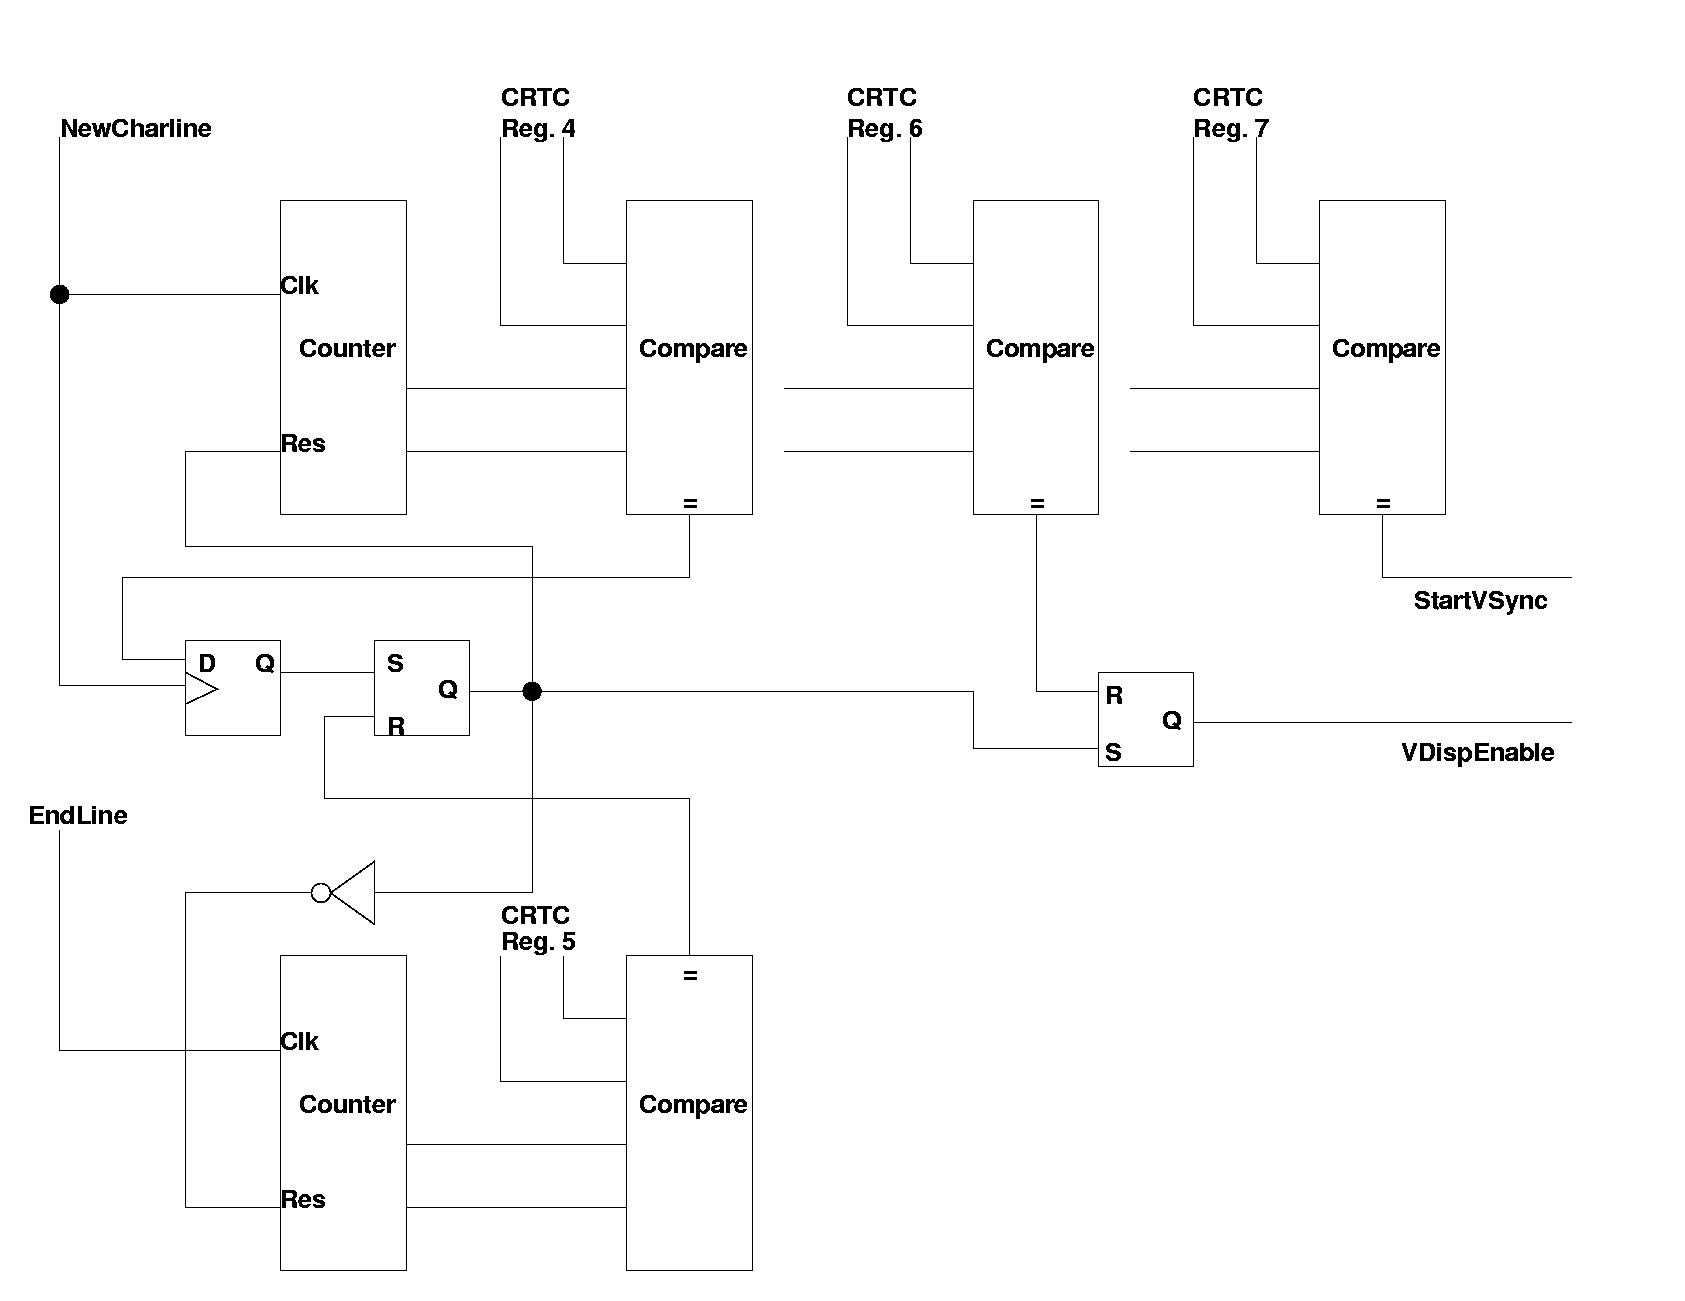 CRTC
Reg. 4
CRTC
Reg. 6
CRTC
Reg. 7
NewCharline
Clk
Counter
Res
Compare
=
Compare
=
Compare
=
StartVSync
D Q
S
Q
R
R
Q
S
VDispEnable
EndLine
CRTC
Reg. 5
Clk
Counter
Res
=
Compare